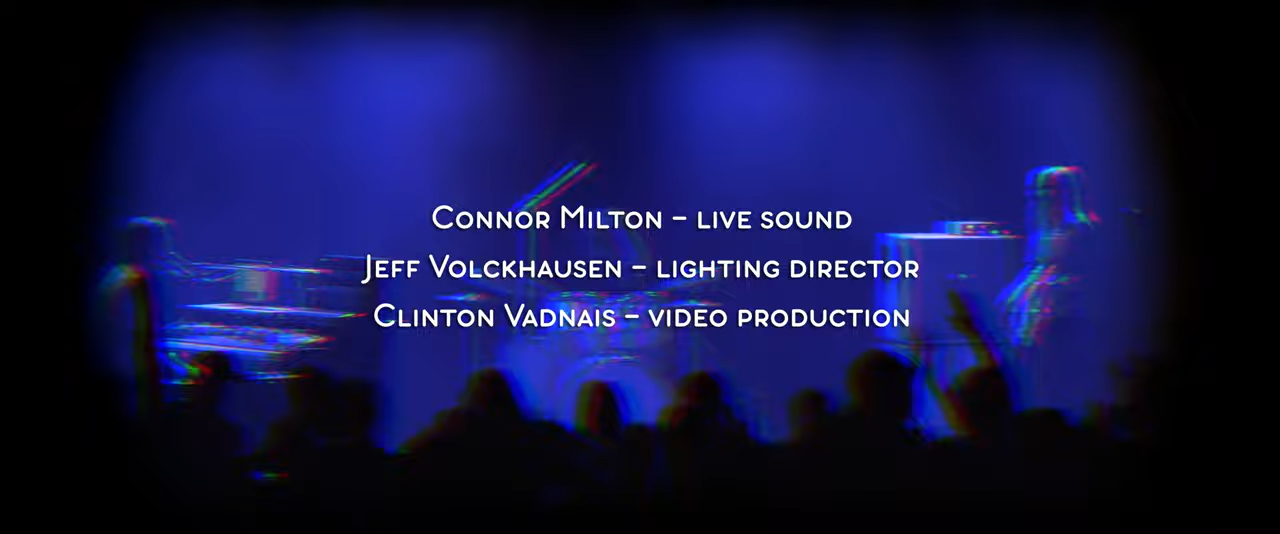 Connor Milton – live sound
Jeff Volckhausen – lighting director
Clinton Vadnais – video production